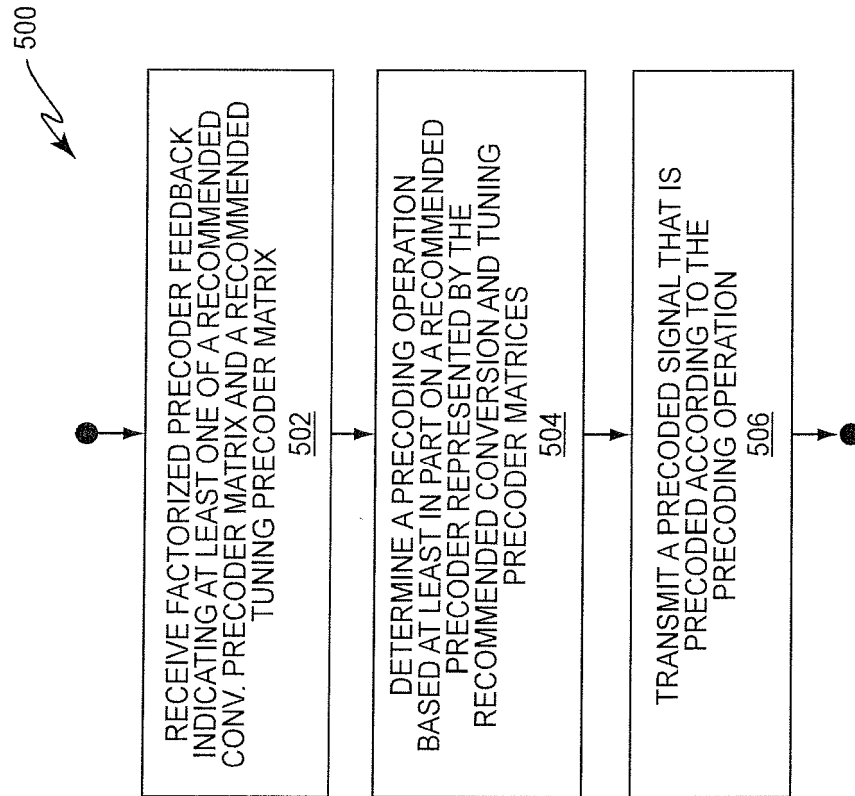 500
RECEIVE FACTORIZED PRECODER FEEDBACK
INDICATING AT LEAST ONE OF A RECOMMENDED
CONV. PRECODER MATRIX AND A RECOMMENDED
TUNING PRECODER MATRIX
502
DETERMINE A PRECODING OPERATION
BASED AT LEAST IN PART ON A RECOMMENDED
PRECODER REPRESENTED BY THE
RECOMMENDED CONVERSION AND TUNING
PRECODER MATRICES
504
TRANSMIT A PRECODED SIGNAL THAT IS
PRECODED ACCORDING TO THE
PRECODING OPERATION
506